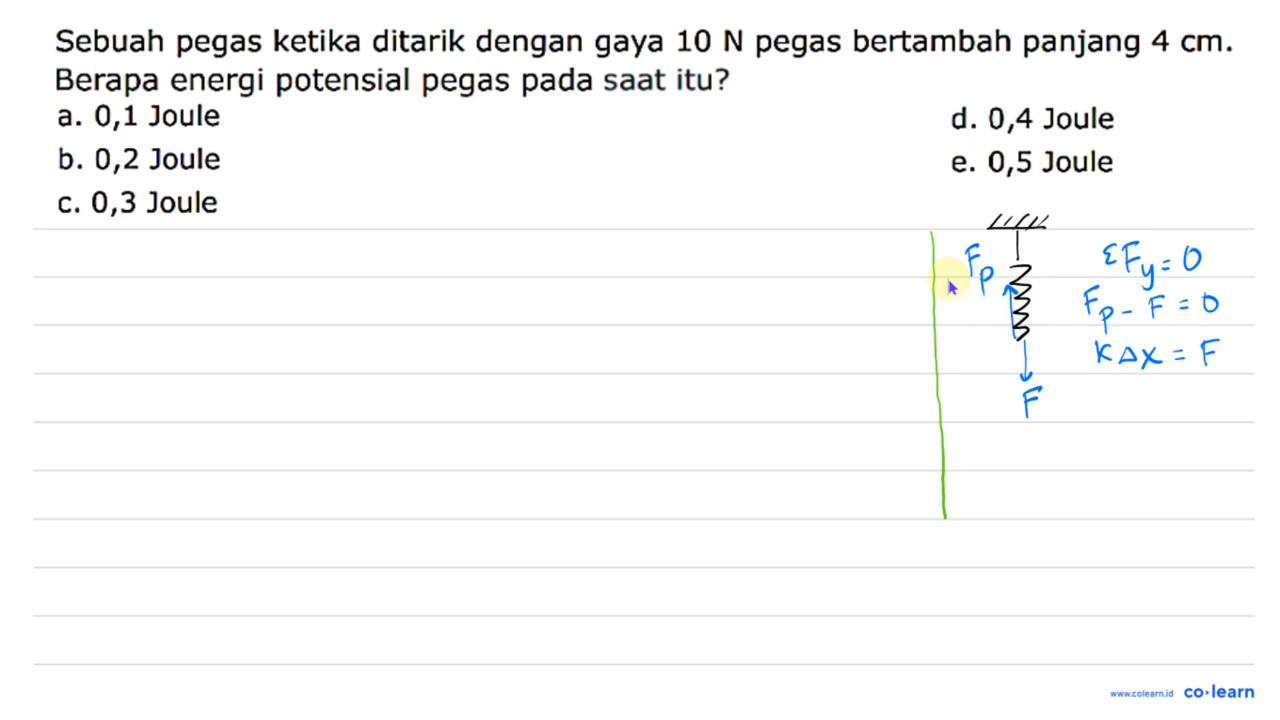 Sebuah pegas ketika ditarik dengan gaya 10 N pegas bertambah panjang 4 cm.
Berapa energi potensial pegas pada saat itu?
a. 0,1 Joule
b. 0,2 Joule
c. 0,3 Joule
d. 0,4 Joule
e. 0,5 Joule
Fp
F
ΣFy = 0
Fp - F = 0
k Δx = F
www.colearn.id co·learn